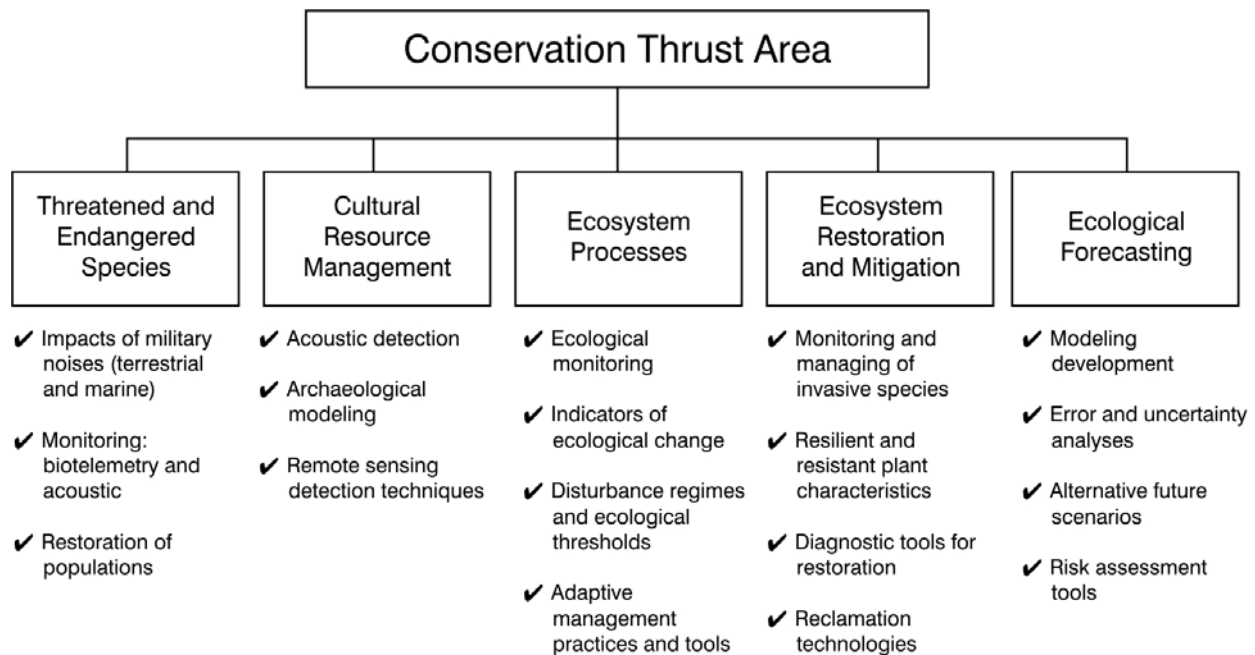 Conservation Thrust Area
Threatened and
Endangered
Species
✔ Impacts of military
noises (terrestrial
and marine)
✔ Monitoring:
biotelemetry and
acoustic
✔ Restoration of
populations
Cultural
Resource
Management
✔ Acoustic detection
✔ Archaeological
modeling
✔ Remote sensing
detection techniques
Ecosystem
Processes
✔ Ecological
monitoring
✔ Indicators of
ecological change
✔ Disturbance regimes
and ecological
thresholds
✔ Adaptive
management
practices and tools
Ecosystem
Restoration
and Mitigation
✔ Monitoring and
managing of
invasive species
✔ Resilient and
resistant plant
characteristics
✔ Diagnostic tools for
restoration
✔ Reclamation
technologies
Ecological
Forecasting
✔ Modeling
development
✔ Error and uncertainty
analyses
✔ Alternative future
scenarios
✔ Risk assessment
tools